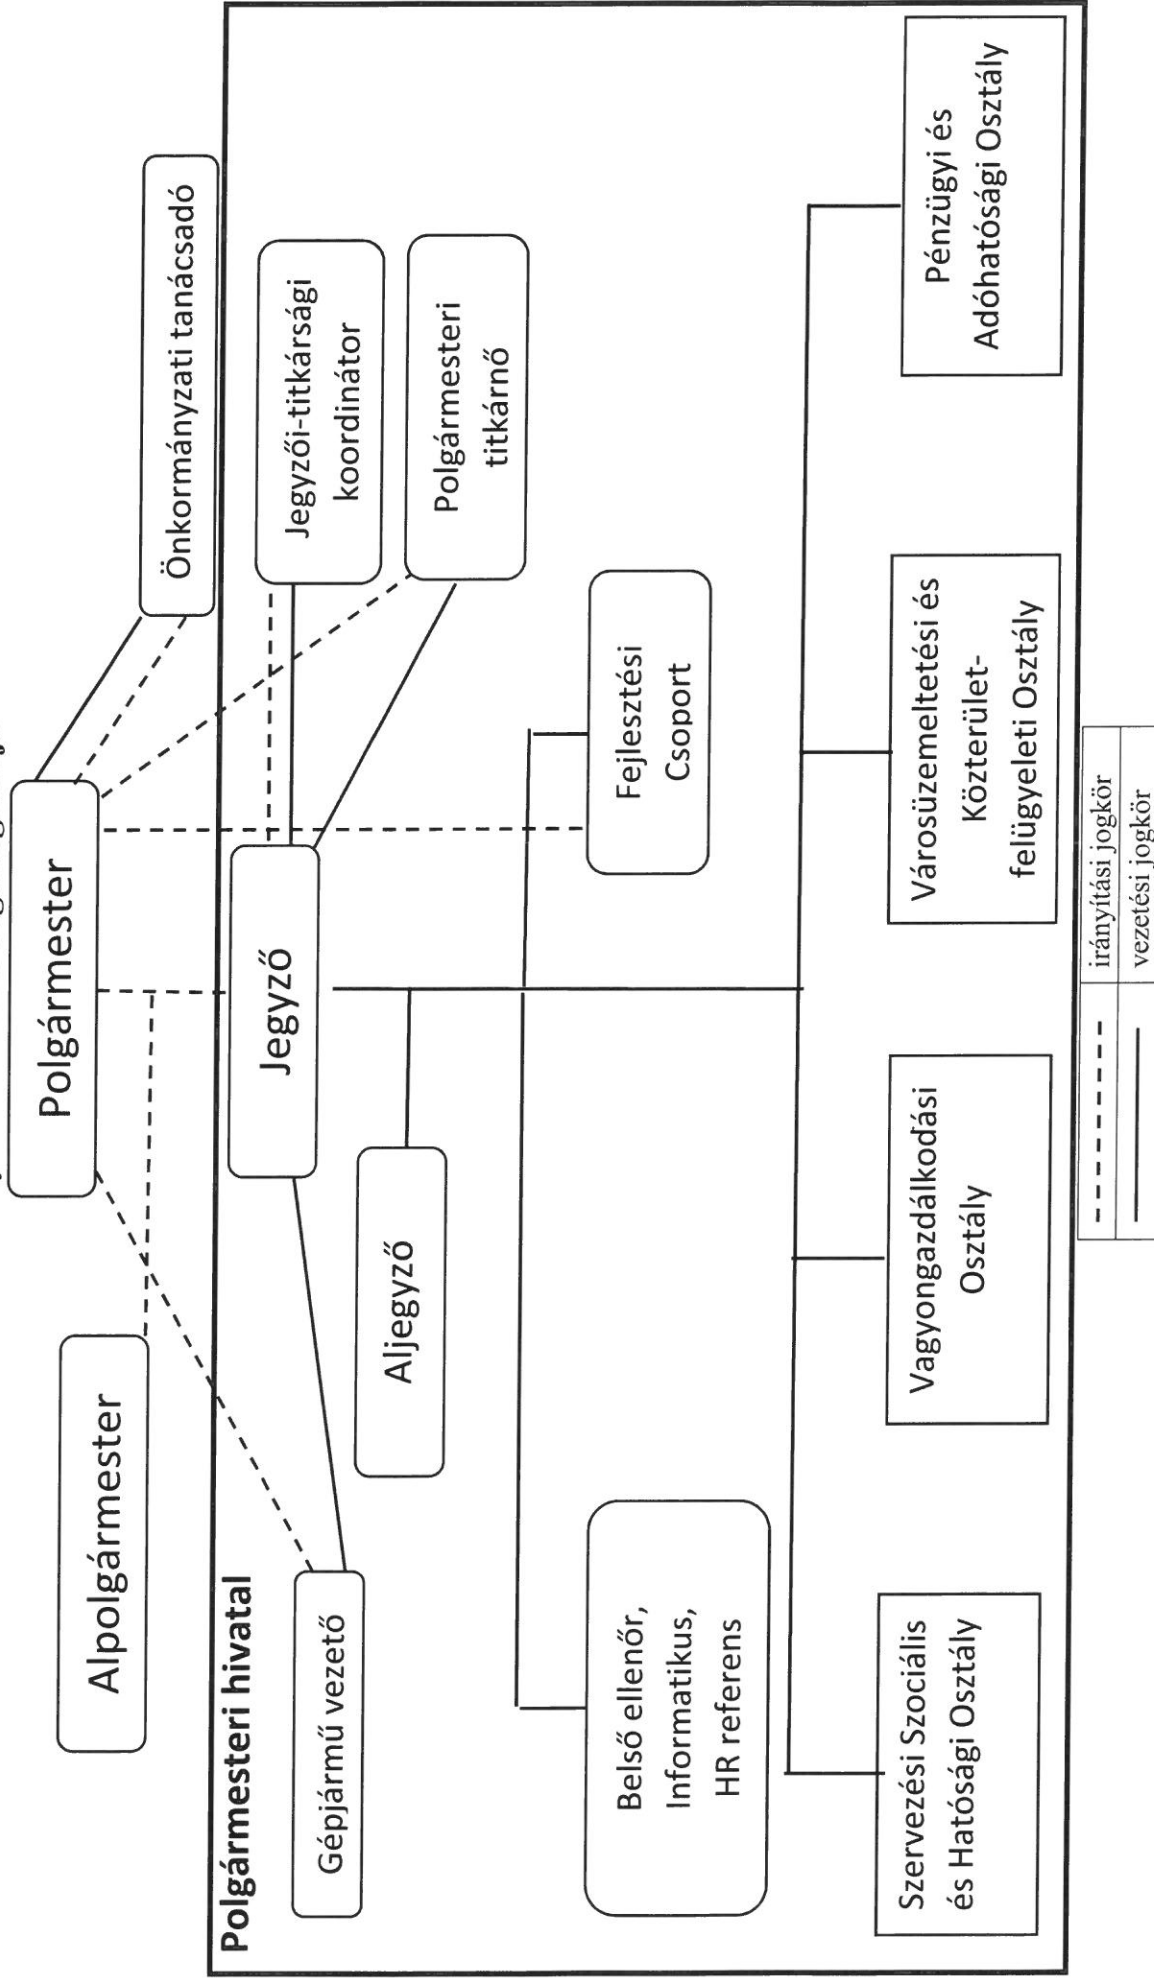 Polgármester
Alpolgármester
Önkormányzati tanácsadó
Polgármesteri hivatal
Jegyző
Jegyzői-titkársági
koordinátor
Gépjármű vezető
Polgármesteri
titkárnő
Aljegyző
Belső ellenőr,
Informatikus,
HR referens
Fejlesztési
Csoport
Szervezési Szociális
és Hatósági Osztály
Vagyongazdálkodási
Osztály
Városüzemeltetési és
Közterület-
felügyeleti Osztály
Pénzügyi és
Adóhatósági Osztály
irányítási jogkör
vezetési jogkör